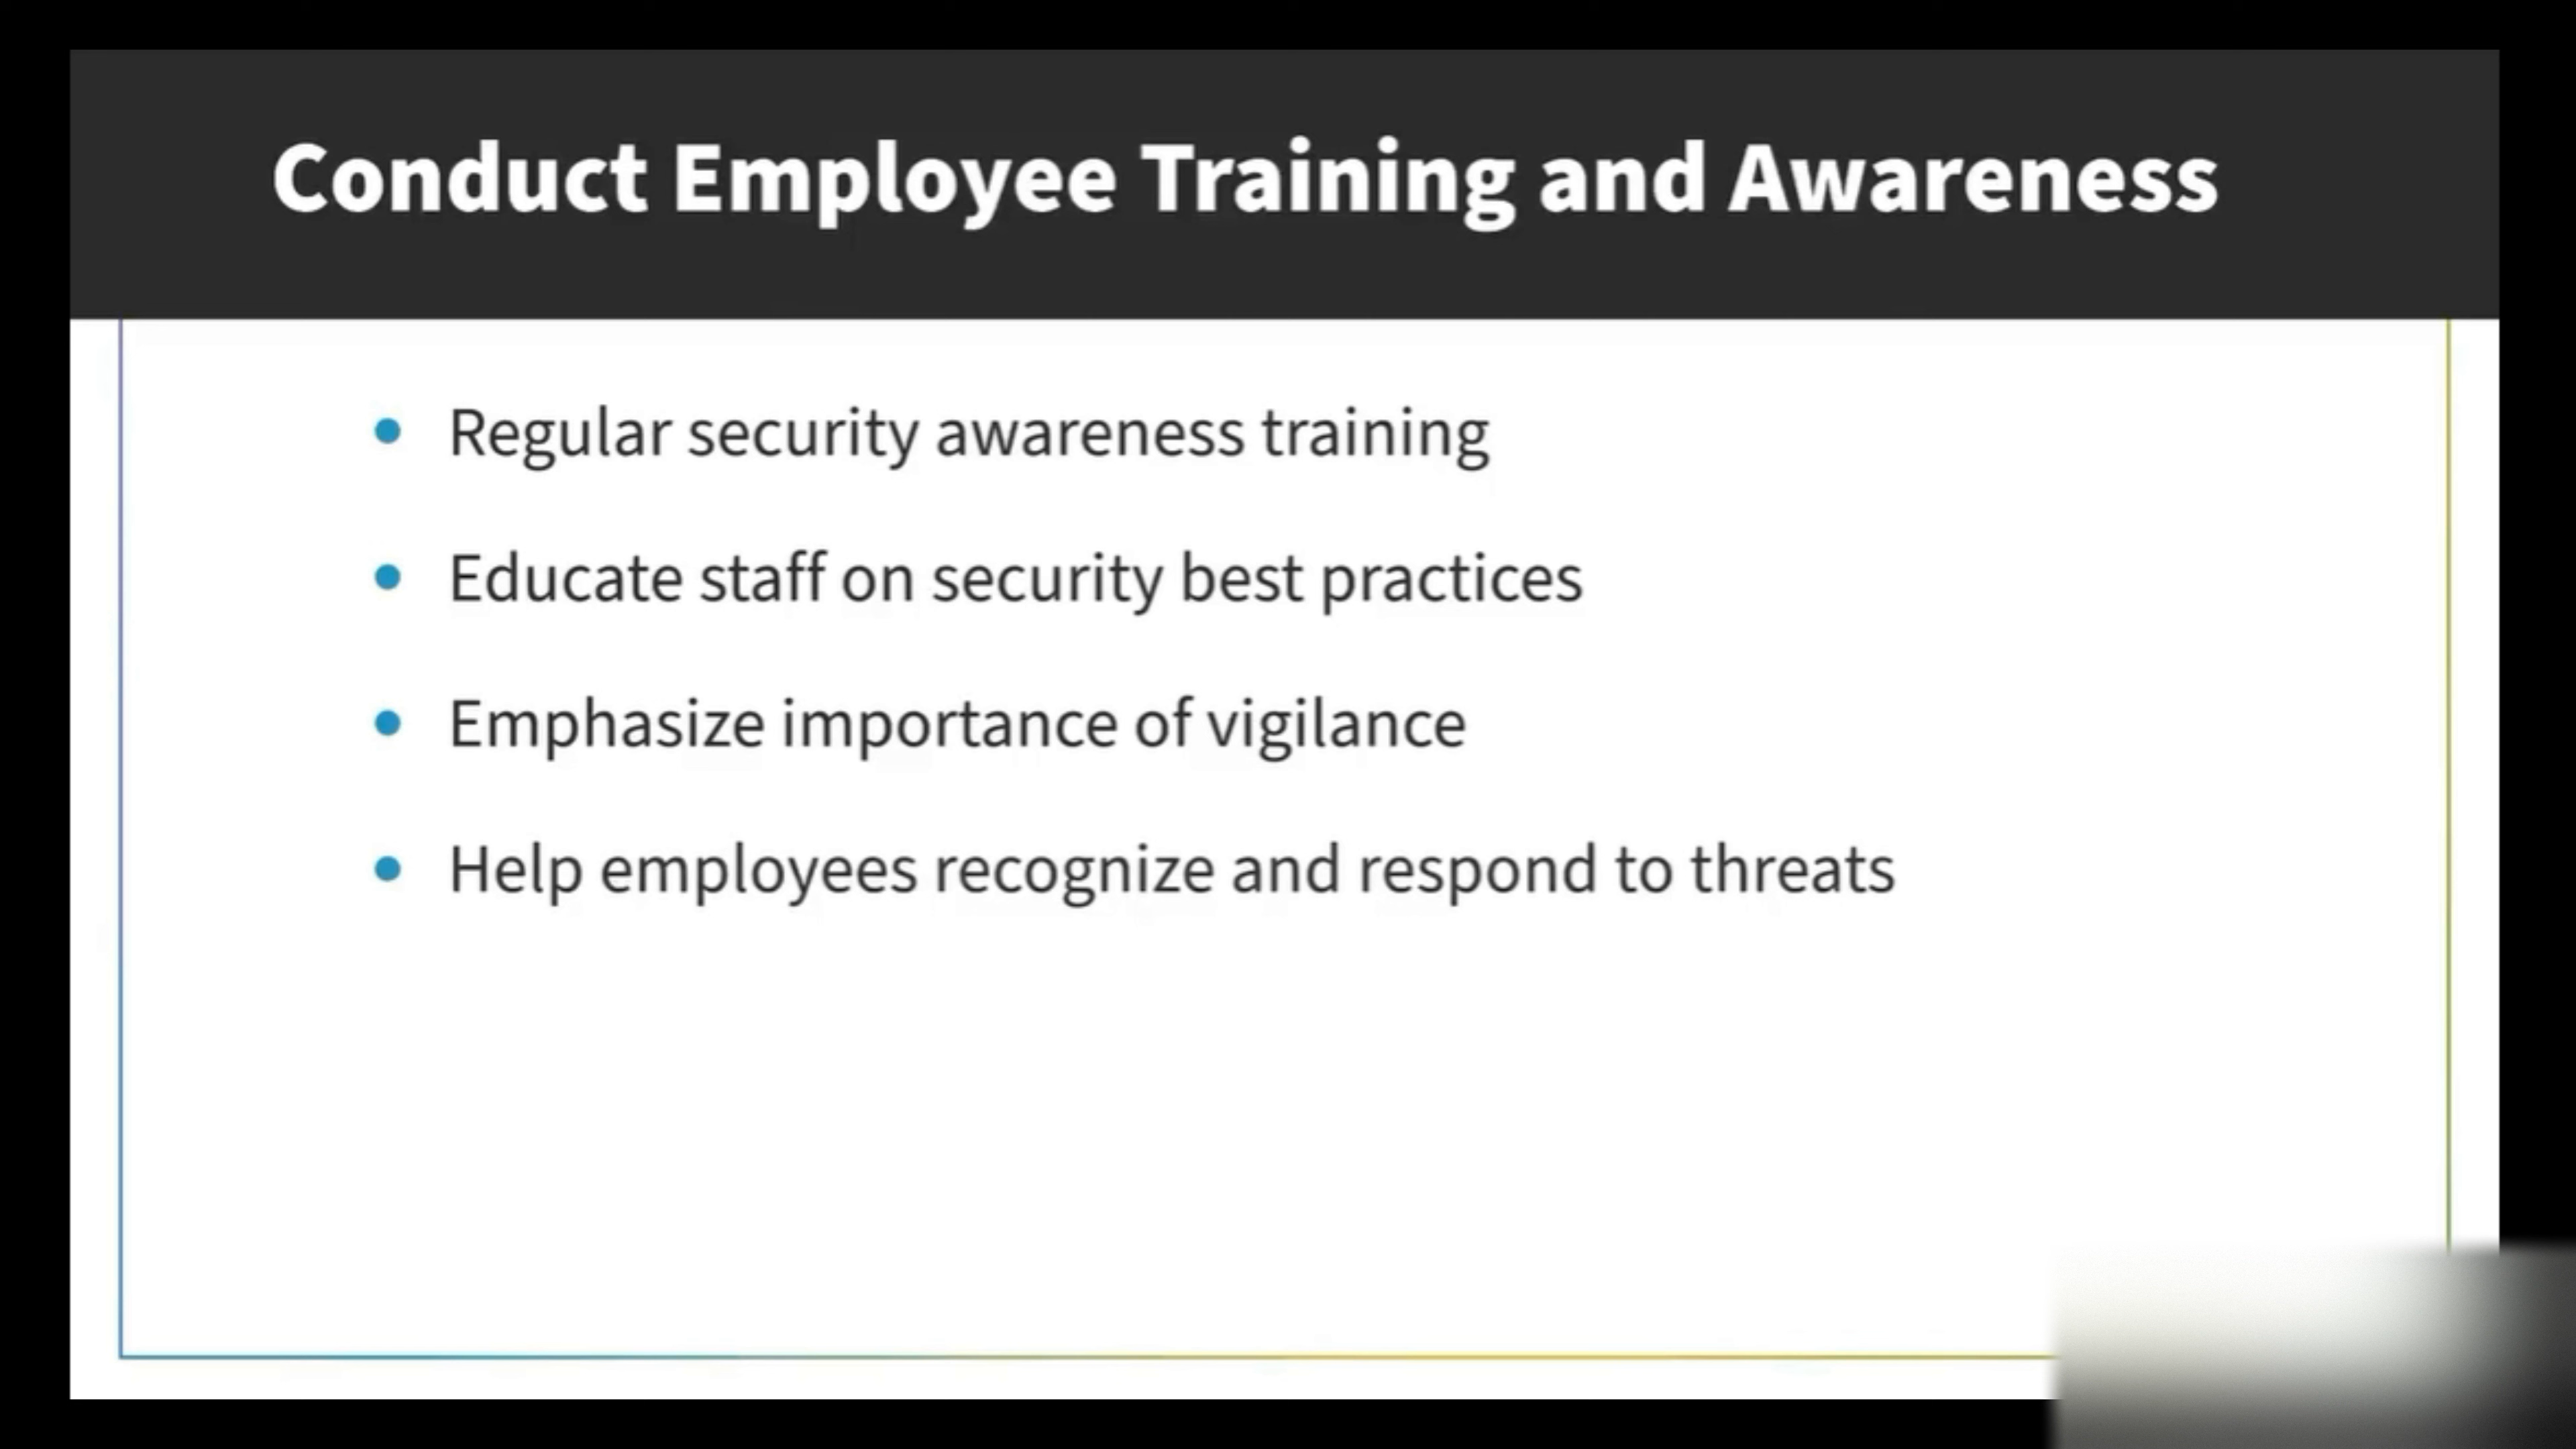 Conduct Employee Training and Awareness
Regular security awareness training
Educate staff on security best practices
Emphasize importance of vigilance
Help employees recognize and respond to threats